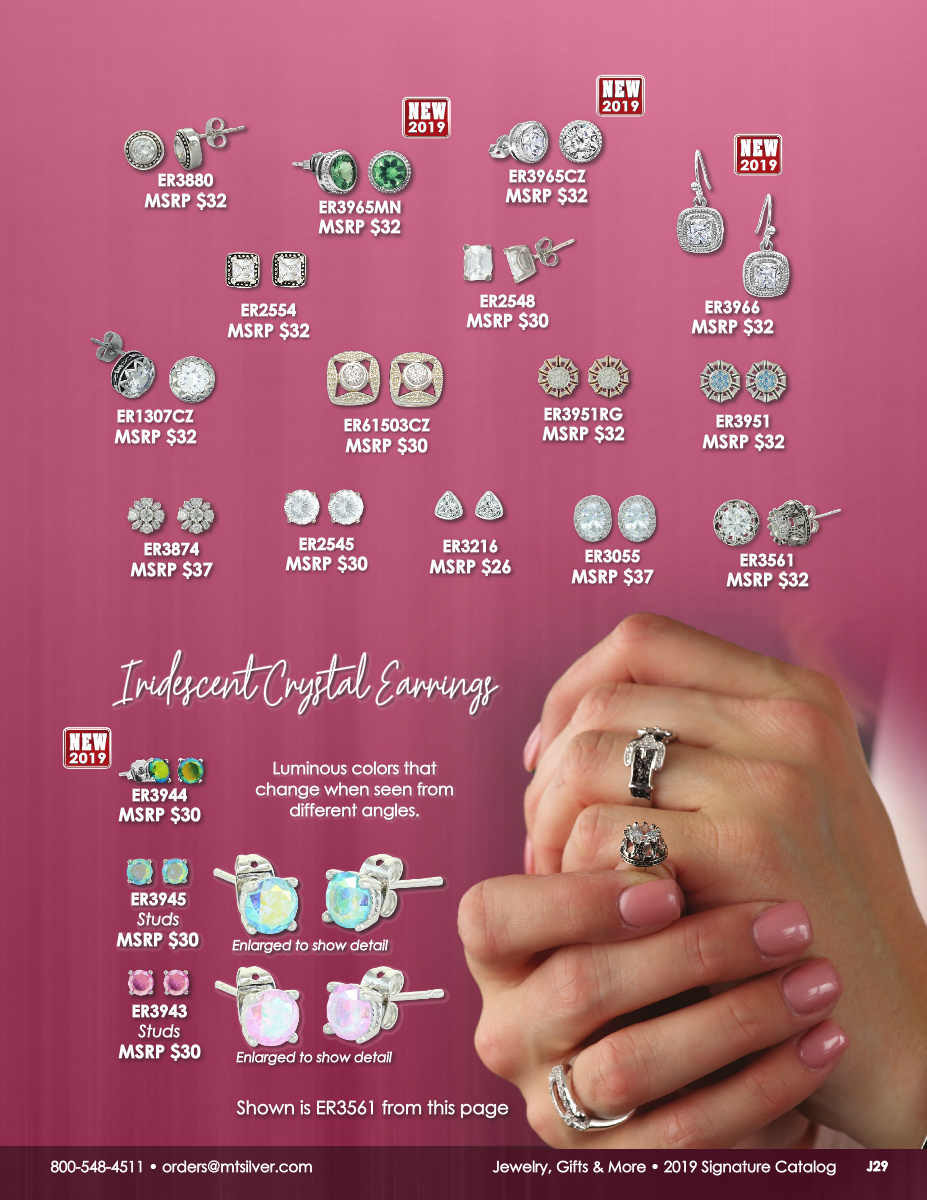 NEW
2019
NEW
2019
NEW
2019
ER3880
MSRP $32
ER3965MN
MSRP $32
ER3965CZ
MSRP $32
ER3966
MSRP $32
ER2554
MSRP $32
ER2548
MSRP $30
ER1307CZ
MSRP $32
ER61503CZ
MSRP $30
ER3951RG
MSRP $32
ER3951
MSRP $32
ER3874
MSRP $37
ER2545
MSRP $30
ER3216
MSRP $26
ER3055
MSRP $37
ER3561
MSRP $32
Iridescent Crystal Earrings
NEW
2019
ER3944
MSRP $30
Luminous colors that
change when seen from
different angles.
ER3945
Studs
MSRP $30
Enlarged to show detail
ER3943
Studs
MSRP $30
Enlarged to show detail
Shown is ER3561 from this page
800-548-4511 • orders@mtsilver.com
Jewelry, Gifts & More • 2019 Signature Catalog J29